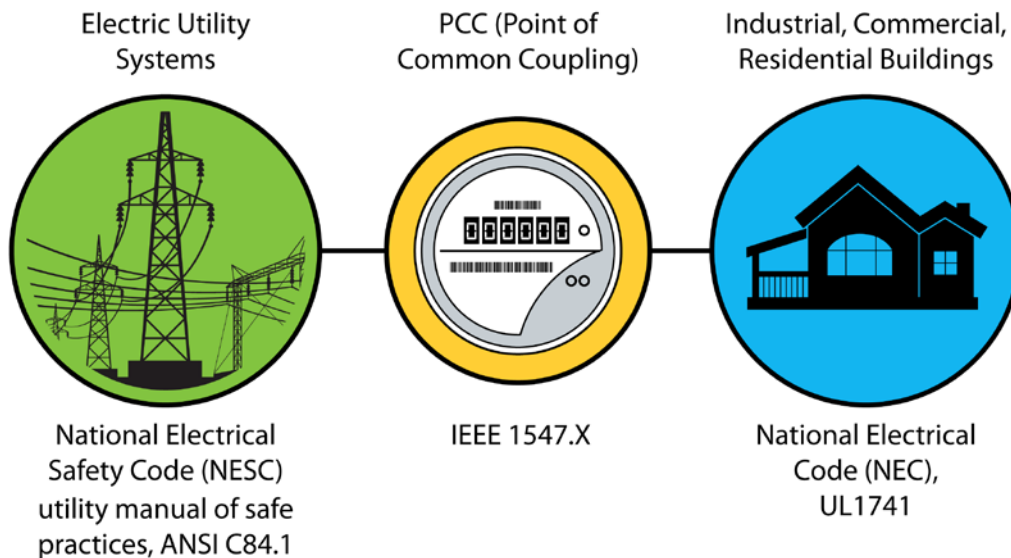 Electric Utility
Systems
PCC (Point of
Common Coupling)
Industrial, Commercial,
Residential Buildings
National Electrical
Safety Code (NESC)
utility manual of safe
practices, ANSI C84.1
IEEE 1547.X
National Electrical
Code (NEC),
UL1741